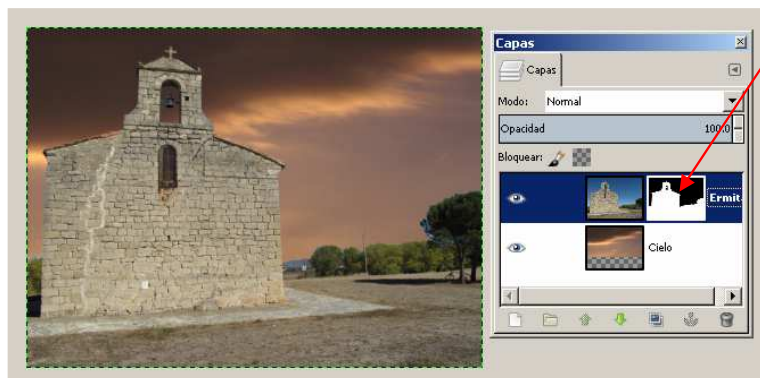 Capas
Capas
Modo: Normal
Opacidad 100,0
Bloquear:
Ermit
Cielo